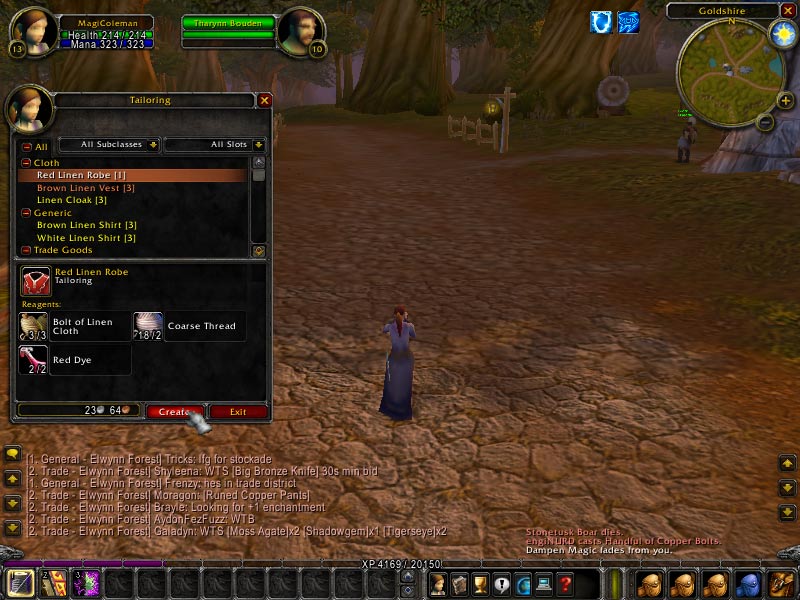 MagiColeman
Health 214 / 214
Mana 323 / 323
13
Tharynn Bouden
10
Goldshire
N
Tailoring
All
All Subclasses
All Slots
Cloth
Red Linen Robe [1]
Brown Linen Vest [3]
Linen Cloak [3]
Generic
Brown Linen Shirt [3]
White Linen Shirt [3]
Trade Goods
Red Linen Robe
Tailoring
Reagents:
Bolt of Linen
Cloth
3/3
Coarse Thread
18/2
Red Dye
2/2
23 64
Create
Exit
[1. General - Elwynn Forest] Tricks: lfg for stockade
[2. Trade - Elwynn Forest] Shyleena: WTS [Big Bronze Knife] 30s min bid
[1. General - Elwynn Forest] Frenzy: hes in trade district
[2. Trade - Elwynn Forest] Moragon: [Runed Copper Pants]
[2. Trade - Elwynn Forest] Brayle: Looking for +1 enchantment
[2. Trade - Elwynn Forest] AydonFezFuzz: WTB
[2. Trade - Elwynn Forest] Galadyn: WTS [Moss Agate]x2 [Shadowgem]x1 [Tigerseye]x2
Stonetusk Boar dies.
engiNURD casts Handful of Copper Bolts.
Dampen Magic fades from you.
XP 4169 / 20150
2
3